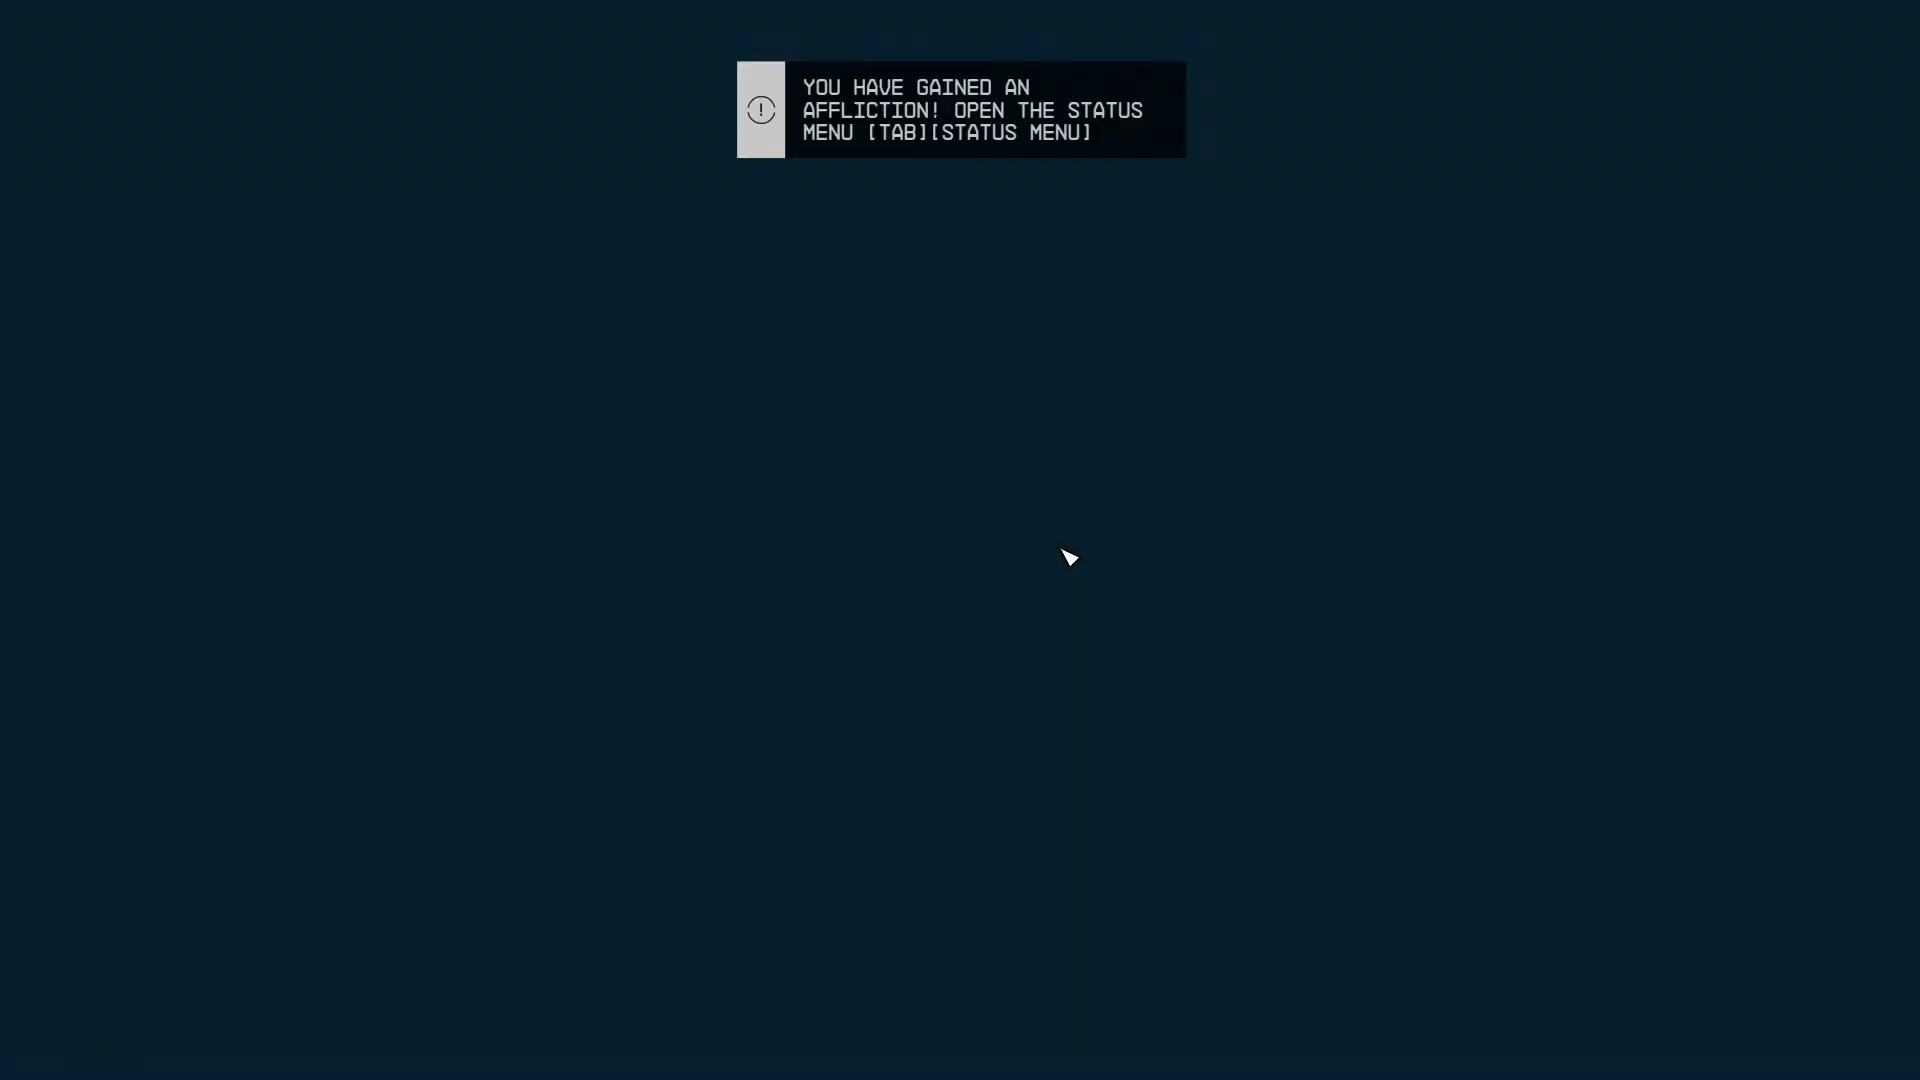 YOU HAVE GAINED AN
AFFLICTION! OPEN THE STATUS
MENU [TAB][STATUS MENU]